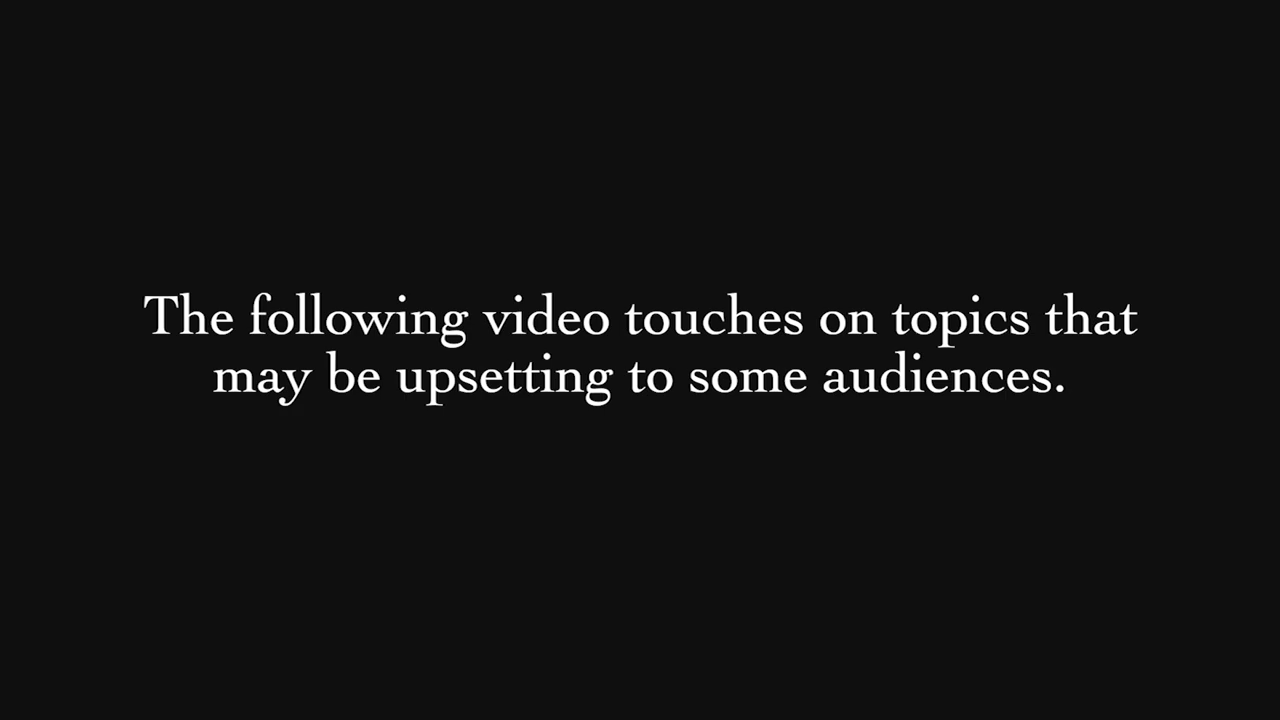 The following video touches on topics that
may be upsetting to some audiences.